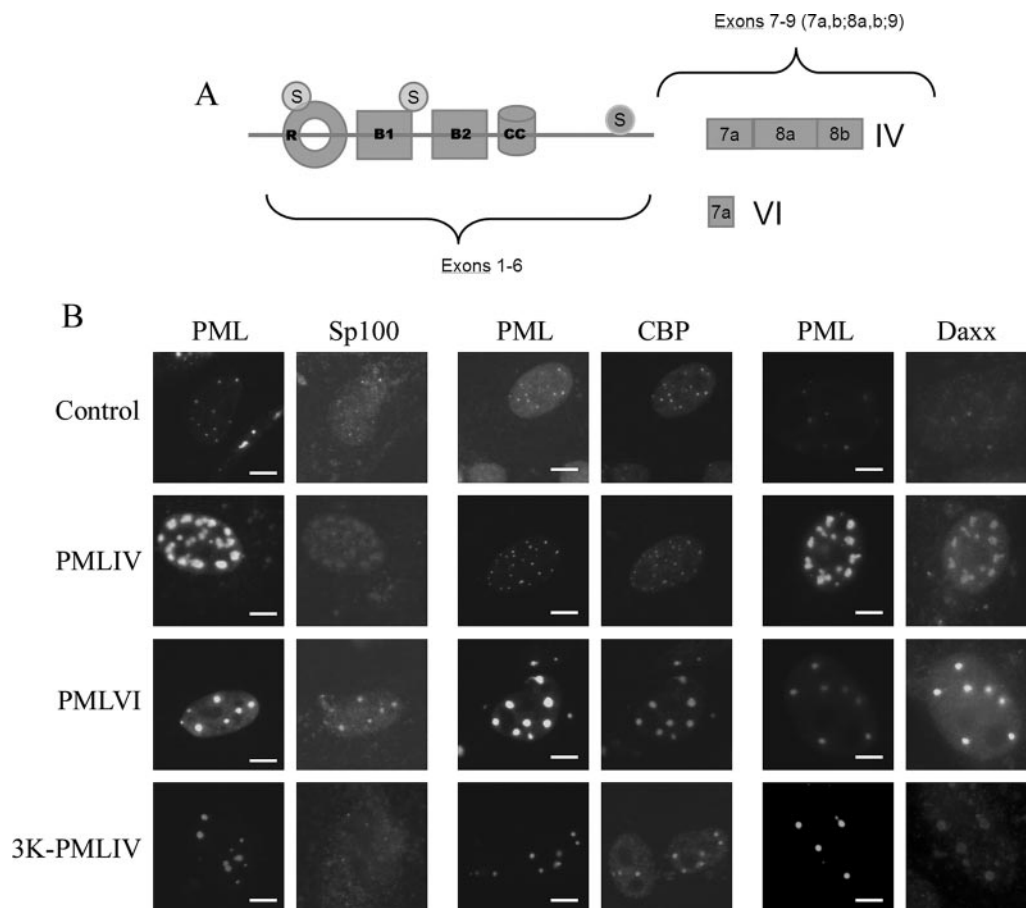 Exons 7-9 (7a,b;8a,b;9)
A
S
S
S
R
B1
B2
CC
7a 8a 8b IV
7a VI
Exons 1-6
B
PML Sp100 PML CBP PML Daxx
Control
PMLIV
PMLVI
3K-PMLIV